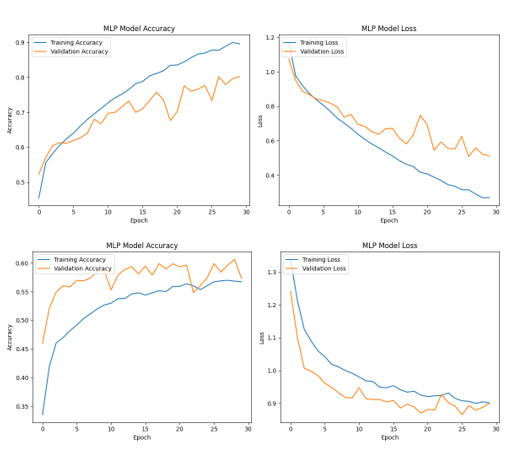 MLP Model Accuracy
Training Accuracy
Validation Accuracy
Accuracy
0.9
0.8
0.7
0.6
0.5
0 5 10 15 20 25 30
Epoch
MLP Model Loss
Training Loss
Validation Loss
Loss
1.2
1.0
0.8
0.6
0.4
0 5 10 15 20 25 30
Epoch
MLP Model Accuracy
Training Accuracy
Validation Accuracy
Accuracy
0.60
0.55
0.50
0.45
0.40
0.35
0 5 10 15 20 25 30
Epoch
MLP Model Loss
Training Loss
Validation Loss
Loss
1.3
1.2
1.1
1.0
0.9
0 5 10 15 20 25 30
Epoch